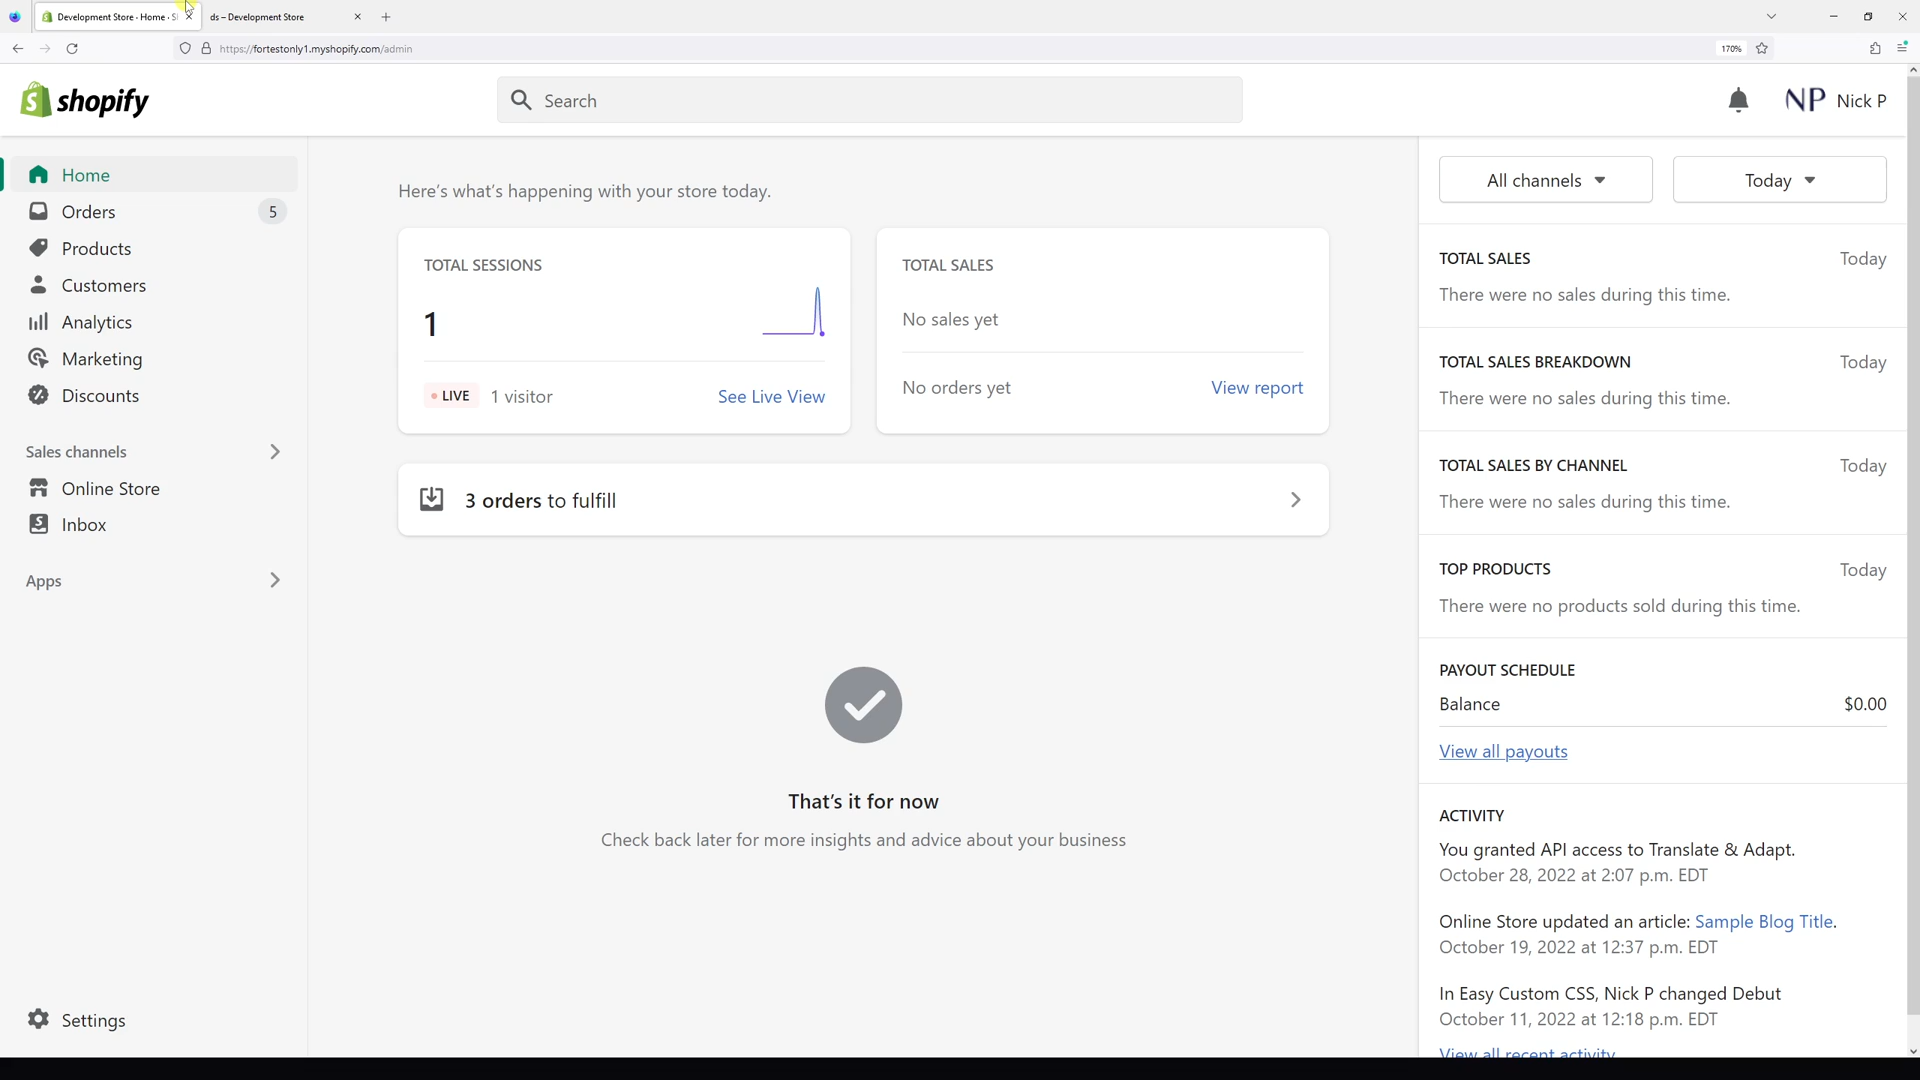 Development Store · Home · S
ds – Development Store
https://fortestonly1.myshopify.com/admin
170%
shopify
Search
NP Nick P
Home
Orders 5
Products
Customers
Analytics
Marketing
Discounts
Sales channels
Online Store
Inbox
Apps
Settings
Here's what's happening with your store today.
TOTAL SESSIONS
1
LIVE 1 visitor See Live View
TOTAL SALES
No sales yet
No orders yet View report
3 orders to fulfill
That's it for now
Check back later for more insights and advice about your business
All channels Today
TOTAL SALES Today
There were no sales during this time.
TOTAL SALES BREAKDOWN Today
There were no sales during this time.
TOTAL SALES BY CHANNEL Today
There were no sales during this time.
TOP PRODUCTS Today
There were no products sold during this time.
PAYOUT SCHEDULE
Balance $0.00
View all payouts
ACTIVITY
You granted API access to Translate & Adapt.
October 28, 2022 at 2:07 p.m. EDT
Online Store updated an article: Sample Blog Title.
October 19, 2022 at 12:37 p.m. EDT
In Easy Custom CSS, Nick P changed Debut
October 11, 2022 at 12:18 p.m. EDT
View all recent activity